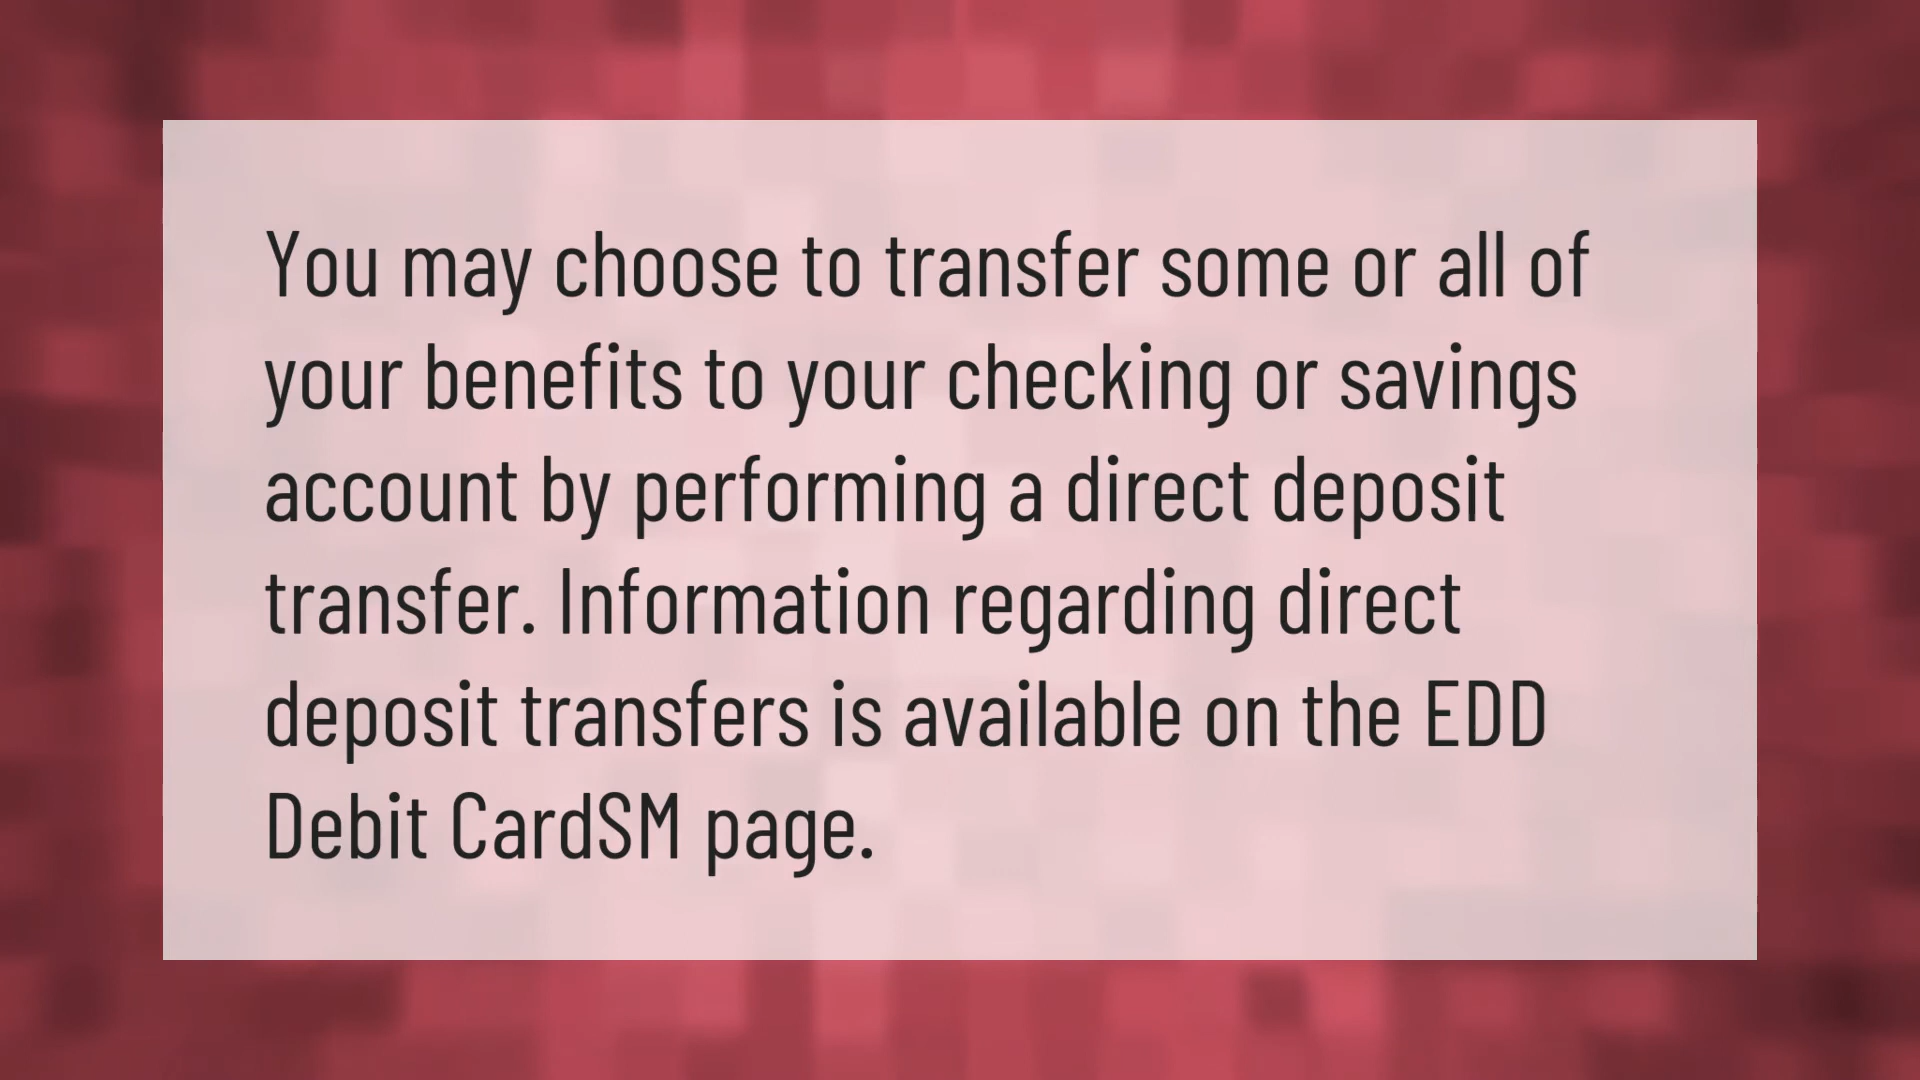 You may choose to transfer some or all of
your benefits to your checking or savings
account by performing a direct deposit
transfer. Information regarding direct
deposit transfers is available on the EDD
Debit CardSM page.